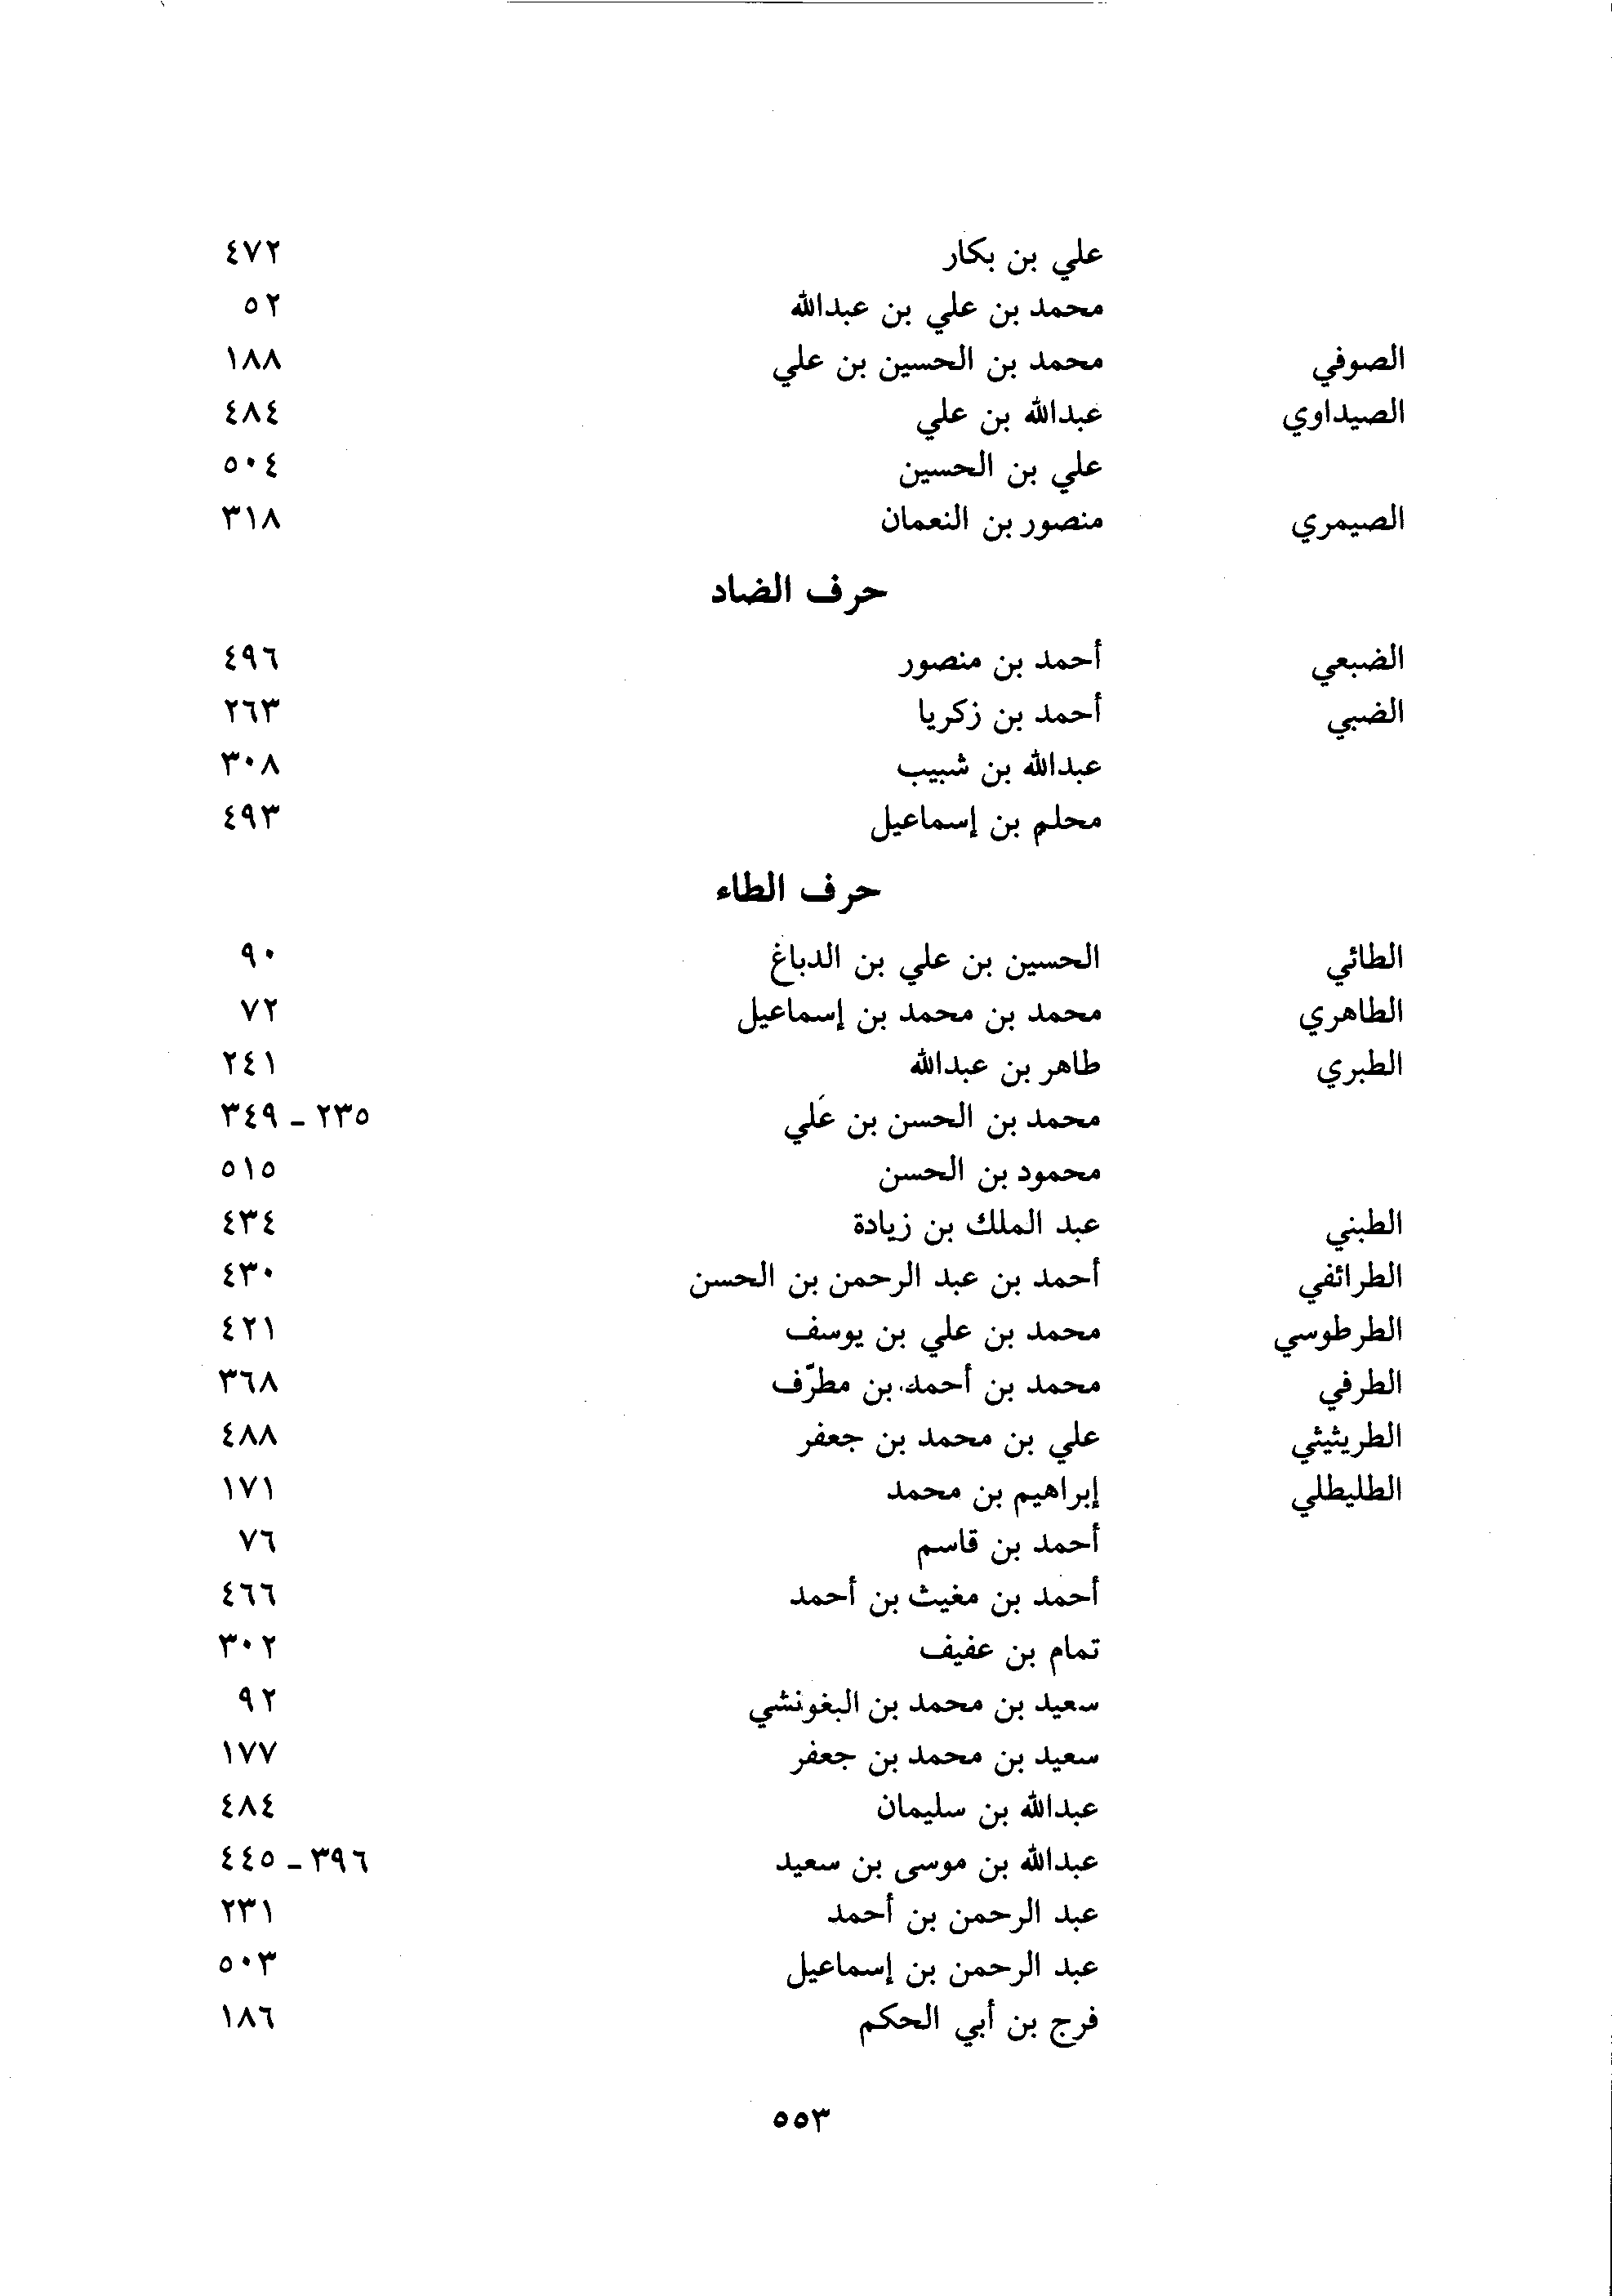 علي بن بكار ٤٧٢
محمد بن علي بن عبدالله ٥٢
الصوفي محمد بن الحسين بن علي ١٨٨
الصيداوي عبدالله بن علي ٤٨٤
علي بن الحسين ٥٠٤
الصيمري منصور بن النعمان ٣١٨
حرف الضاد
الضبعي أحمد بن منصور ٤٩٦
الضبي أحمد بن زكريا ٢٦٣
عبدالله بن شبيب ٣٠٨
محلم بن إسماعيل ٤٩٣
حرف الطاء
الطائي الحسين بن علي بن الدباغ ٩٠
الطاهري محمد بن محمد بن إسماعيل ٧٢
الطبري طاهر بن عبدالله ٢٤١
محمد بن الحسن بن علي ٢٣٥ - ٣٤٩
محمود بن الحسن ٥١٥
الطبني عبد الملك بن زيادة ٤٣٤
الطرائفي أحمد بن عبد الرحمن بن الحسن ٤٣٠
الطرطوسي محمد بن علي بن يوسف ٤٢١
الطرفي محمد بن أحمد بن مطرّف ٣٦٨
الطريثيثي علي بن محمد بن جعفر ٤٨٨
الطليطلي إبراهيم بن محمد ١٧١
أحمد بن قاسم ٧٦
أحمد بن مغيث بن أحمد ٤٦٦
تمام بن عفيف ٣٠٢
سعيد بن محمد بن البغونشي ٩٢
سعيد بن محمد بن جعفر ١٧٧
عبدالله بن سليمان ٤٨٤
عبدالله بن موسى بن سعيد ٣٩٦ - ٤٤٥
عبد الرحمن بن أحمد ٢٣١
عبد الرحمن بن إسماعيل ٥٠٣
فرج بن أبي الحكم ١٨٦
٥٥٣